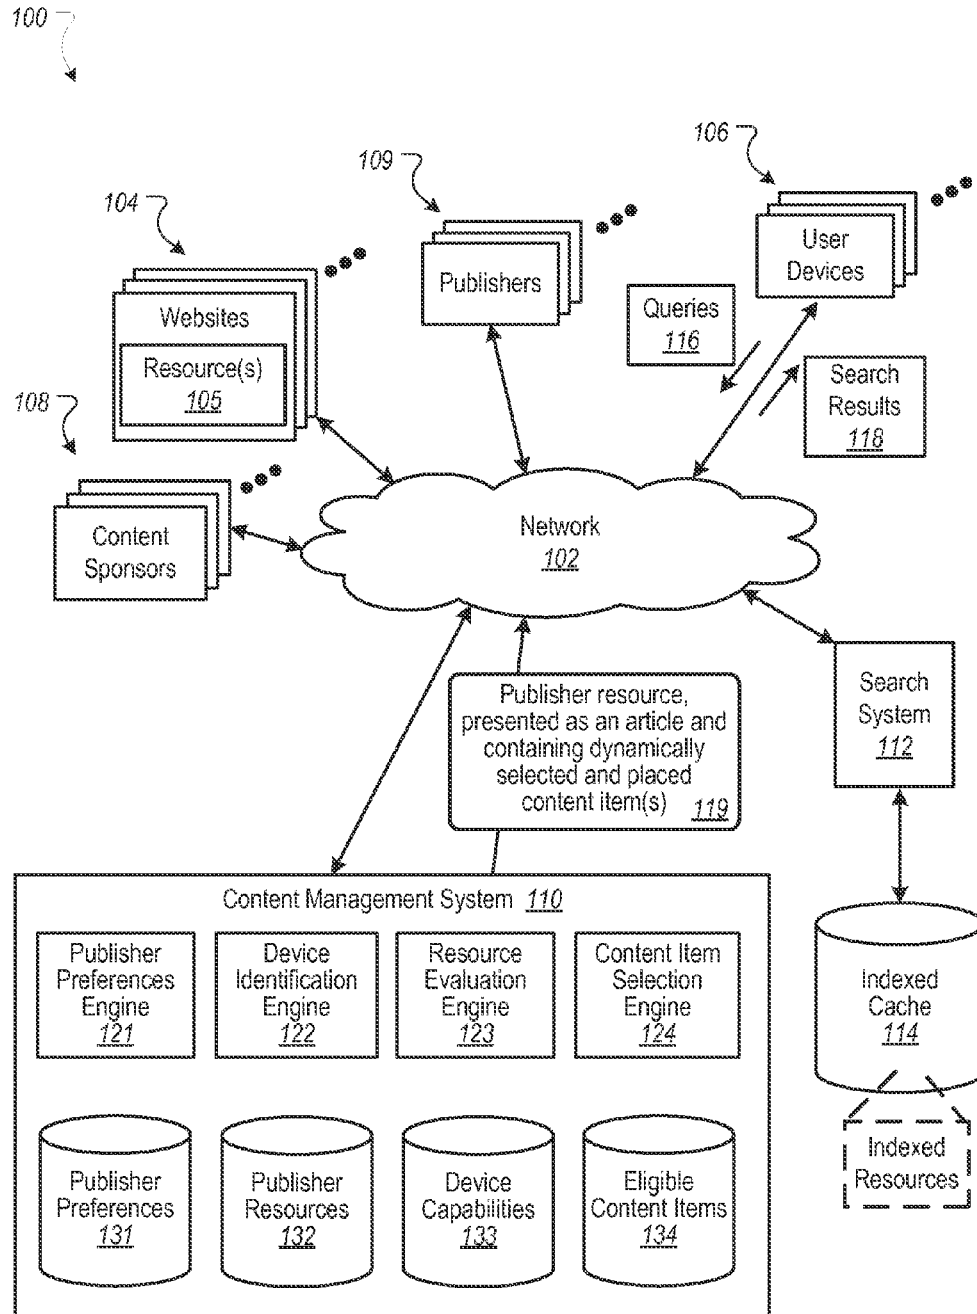 100
109
106
104
User
Devices
Publishers
Queries
116
Websites
Resource(s)
105
Search
Results
118
108
Content
Sponsors
Network
102
Publisher resource,
presented as an article and
containing dynamically
selected and placed
content item(s) 119
Search
System
112
Content Management System 110
Publisher
Preferences
Engine
121
Device
Identification
Engine
122
Resource
Evaluation
Engine
123
Content Item
Selection
Engine
124
Indexed
Cache
114
Indexed
Resources
Publisher
Preferences
131
Publisher
Resources
132
Device
Capabilities
133
Eligible
Content Items
134